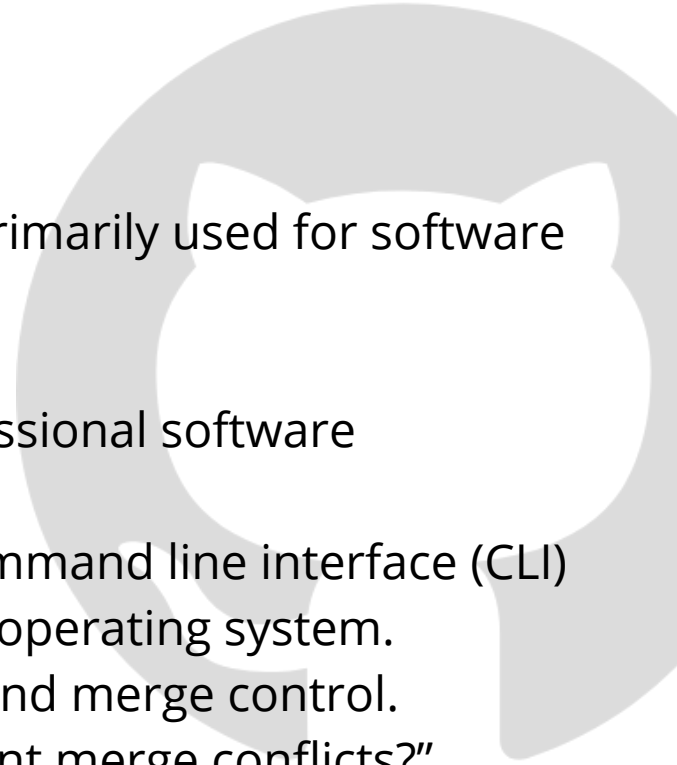 rimarily used for software
ssional software
mmand line interface (CLI)
operating system.
nd merge control.
nt merge conflicts?”